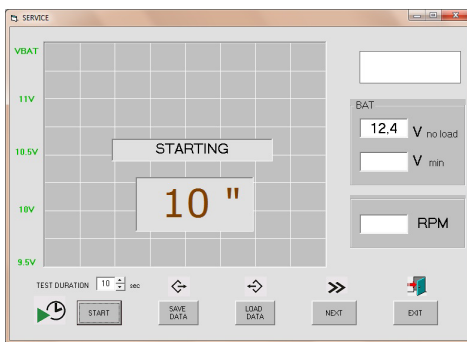 SERVICE
VBAT
11V
10.5V
10V
9.5V
STARTING
10 "
BAT
12,4 V no load
V min
RPM
TEST DURATION 10 sec
START
SAVE DATA
LOAD DATA
NEXT
EXIT